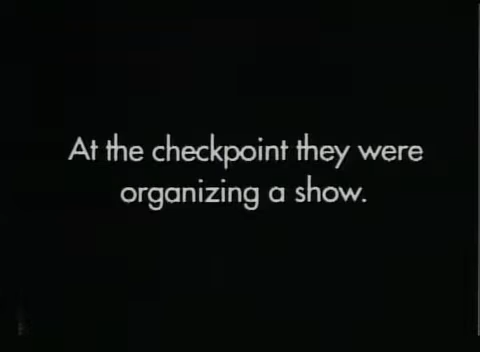 At the checkpoint they were
organizing a show.